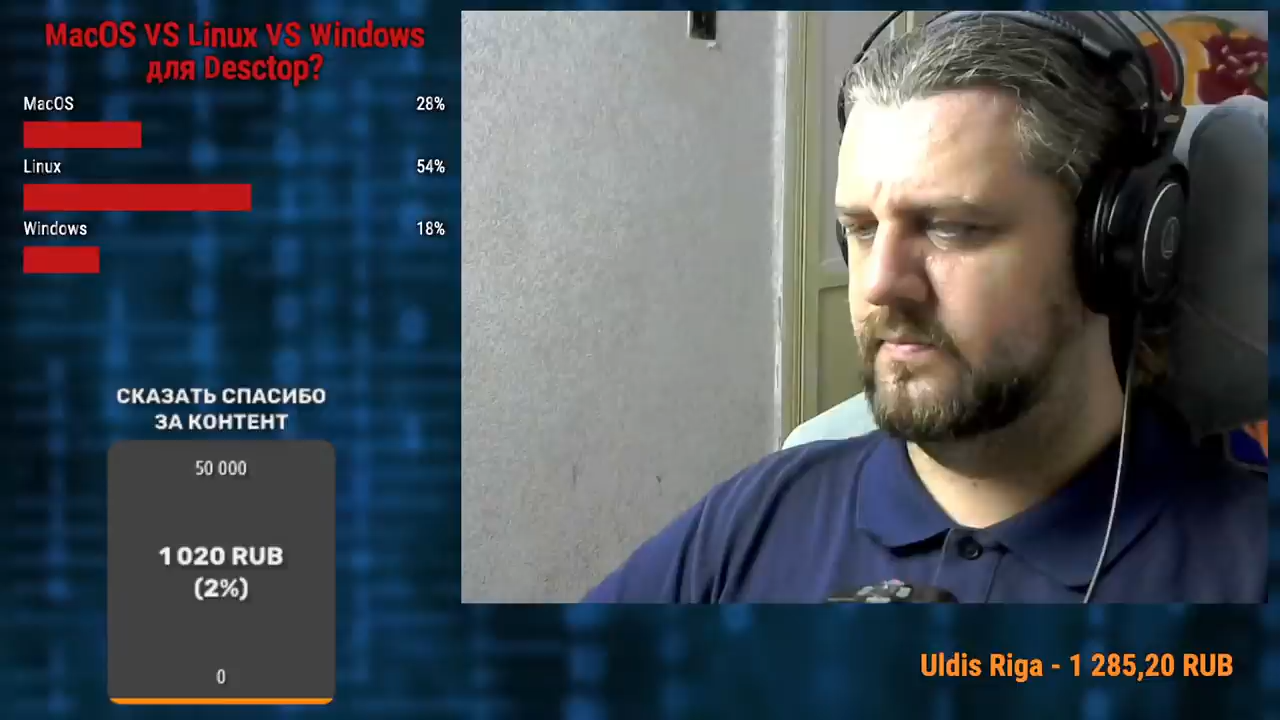 MacOS VS Linux VS Windows
для Desctop?
MacOS 28%
Linux 54%
Windows 18%
СКАЗАТЬ СПАСИБО
ЗА КОНТЕНТ
50 000
1 020 RUB
(2%)
0
Uldis Riga - 1 285,20 RUB